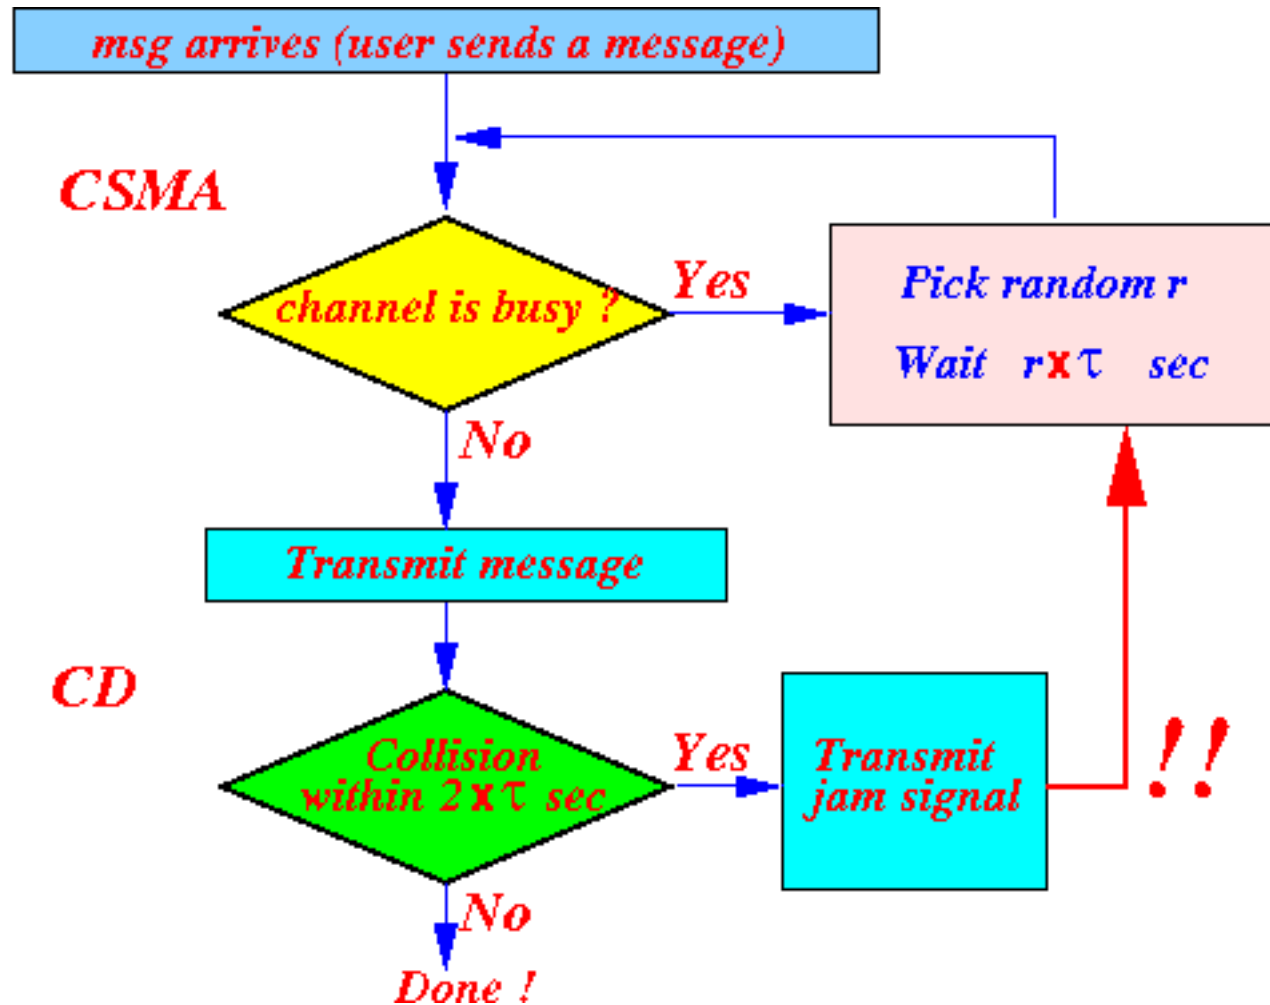 msg arrives (user sends a message)
CSMA
channel is busy ?
Yes
Pick random r
Wait r x τ sec
No
Transmit message
CD
Collision
within 2 x τ sec
Yes
Transmit
jam signal
!!
No
Done !